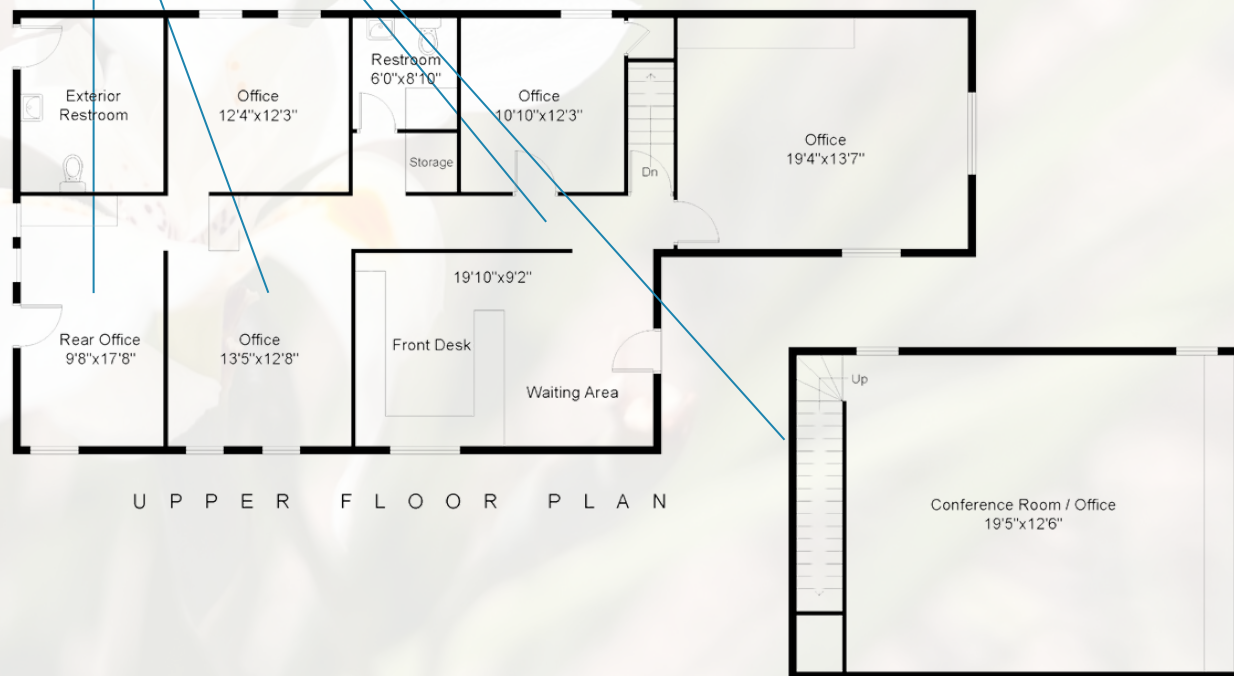 Exterior
Restroom
Office
12'4"x12'3"
Restroom
6'0"x8'10"
Storage
Office
10'10"x12'3"
Dn
Office
19'4"x13'7"
Rear Office
9'8"x17'8"
Office
13'5"x12'8"
19'10"x9'2"
Front Desk
Waiting Area
UPPER FLOOR PLAN
Up
Conference Room / Office
19'5"x12'6"